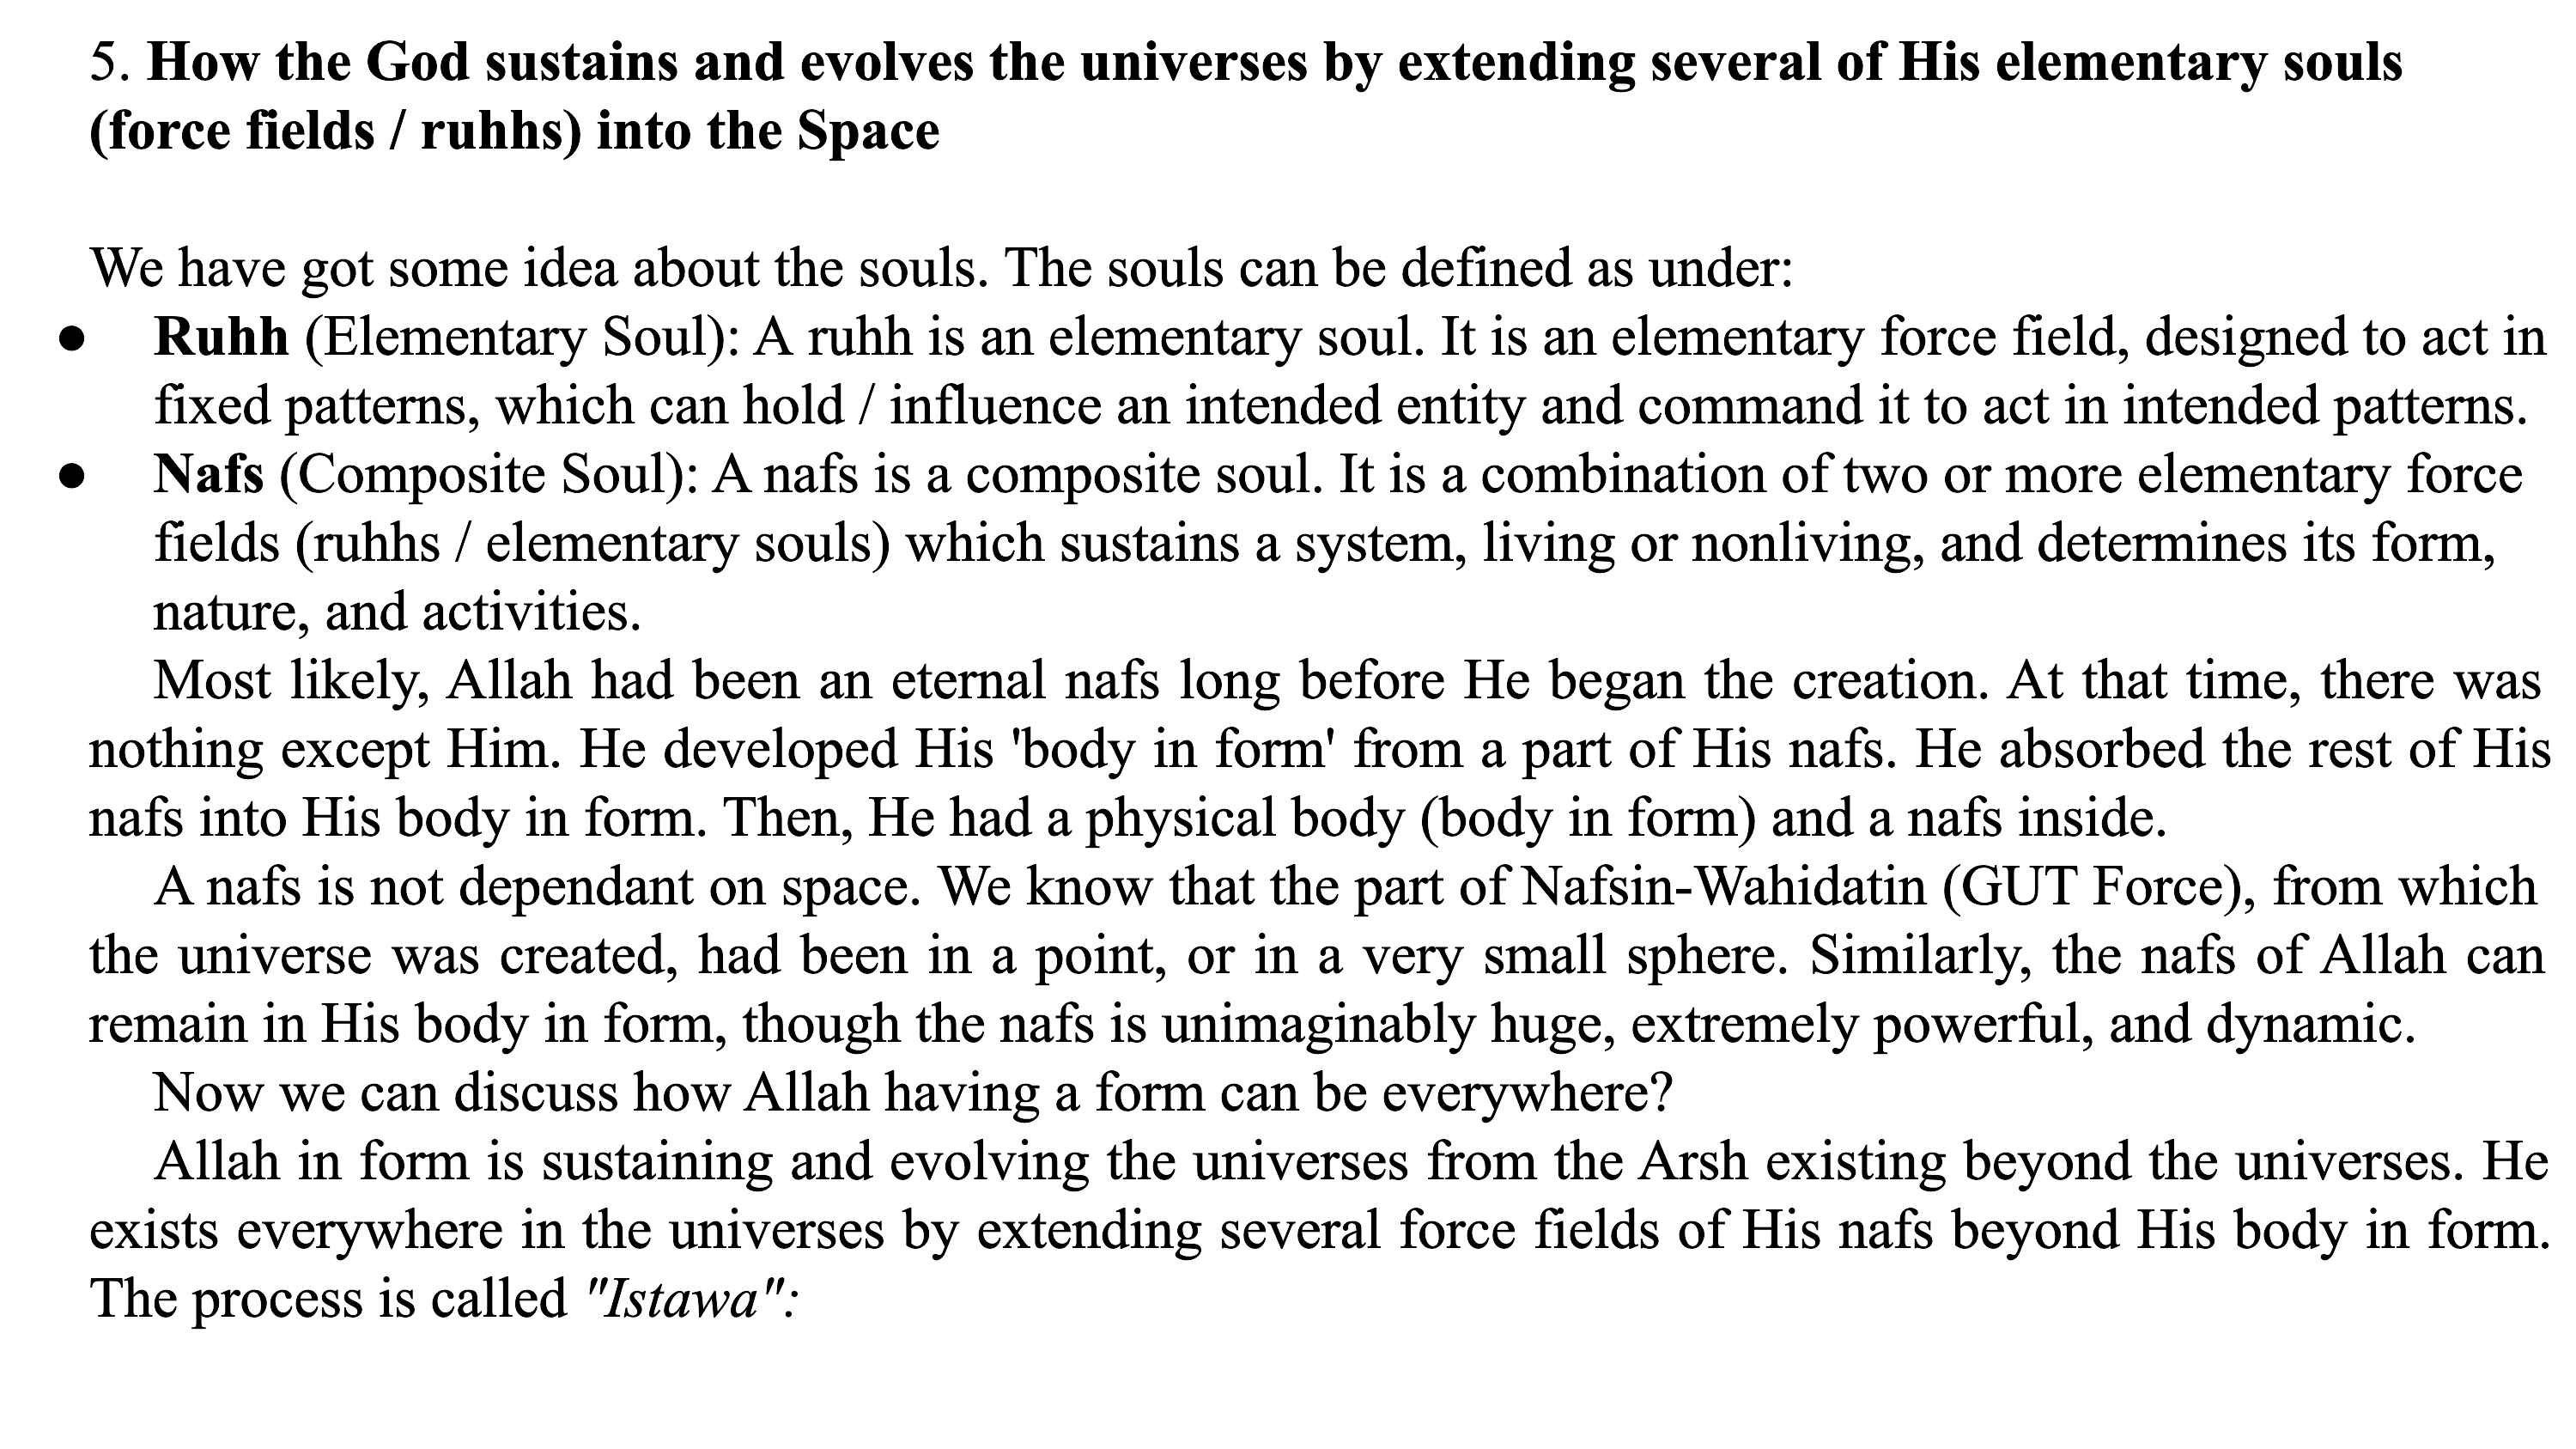 5. How the God sustains and evolves the universes by extending several of His elementary souls
(force fields / ruhhs) into the Space
We have got some idea about the souls. The souls can be defined as under:
● Ruhh (Elementary Soul): A ruhh is an elementary soul. It is an elementary force field, designed to act in
fixed patterns, which can hold / influence an intended entity and command it to act in intended patterns.
● Nafs (Composite Soul): A nafs is a composite soul. It is a combination of two or more elementary force
fields (ruhhs / elementary souls) which sustains a system, living or nonliving, and determines its form,
nature, and activities.
Most likely, Allah had been an eternal nafs long before He began the creation. At that time, there was
nothing except Him. He developed His 'body in form' from a part of His nafs. He absorbed the rest of His
nafs into His body in form. Then, He had a physical body (body in form) and a nafs inside.
A nafs is not dependant on space. We know that the part of Nafsin-Wahidatin (GUT Force), from which
the universe was created, had been in a point, or in a very small sphere. Similarly, the nafs of Allah can
remain in His body in form, though the nafs is unimaginably huge, extremely powerful, and dynamic.
Now we can discuss how Allah having a form can be everywhere?
Allah in form is sustaining and evolving the universes from the Arsh existing beyond the universes. He
exists everywhere in the universes by extending several force fields of His nafs beyond His body in form.
The process is called "Istawa":